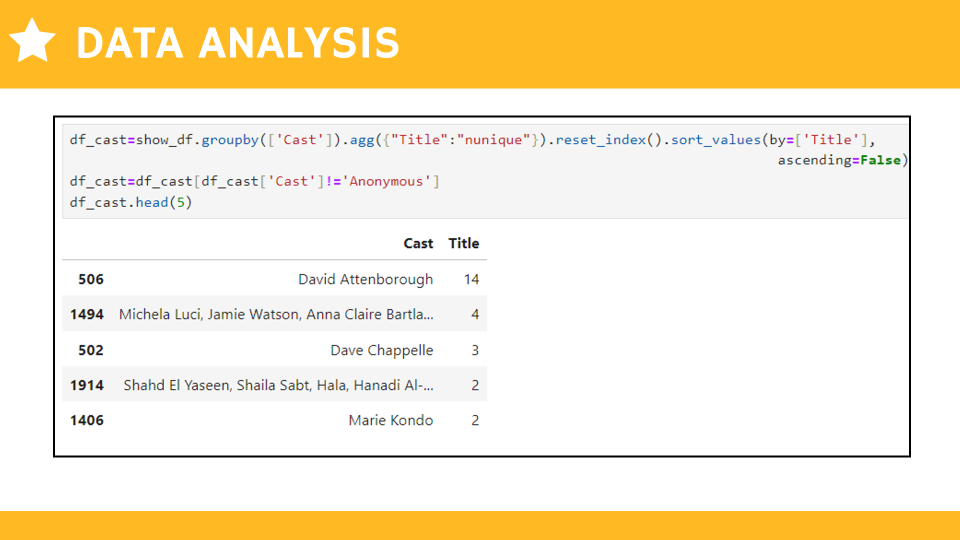 DATA ANALYSIS
df_cast=show_df.groupby(['Cast']).agg({"Title":"nunique"}).reset_index().sort_values(by=['Title'],
ascending=False)
df_cast=df_cast[df_cast['Cast']!='Anonymous']
df_cast.head(5)
Cast Title
506 David Attenborough 14
1494 Michela Luci, Jamie Watson, Anna Claire Bartla... 4
502 Dave Chappelle 3
1914 Shahd El Yaseen, Shaila Sabt, Hala, Hanadi Al-... 2
1406 Marie Kondo 2